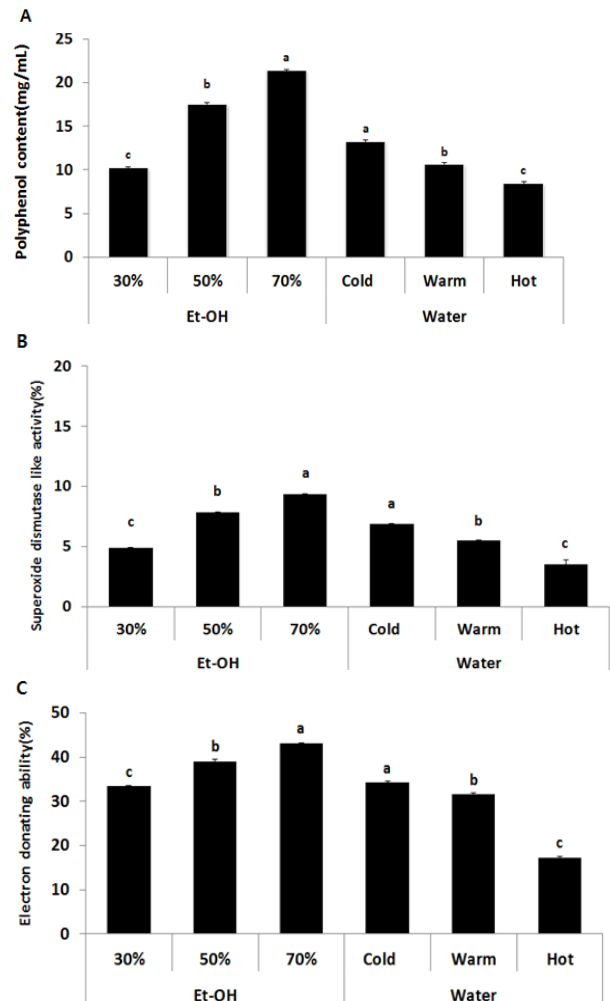 A
Polyphenol content(mg/mL)
25
20
15
10
5
0
c
b
a
a
b
c
30% 50% 70% Cold Warm Hot
Et-OH Water
B
Superoxide dismutase like activity(%)
20
15
10
5
0
c
b
a
a
b
c
30% 50% 70% Cold Warm Hot
Et-OH Water
C
Electron donating ability(%)
50
40
30
20
10
0
c
b
a
a
b
c
30% 50% 70% Cold Warm Hot
Et-OH Water